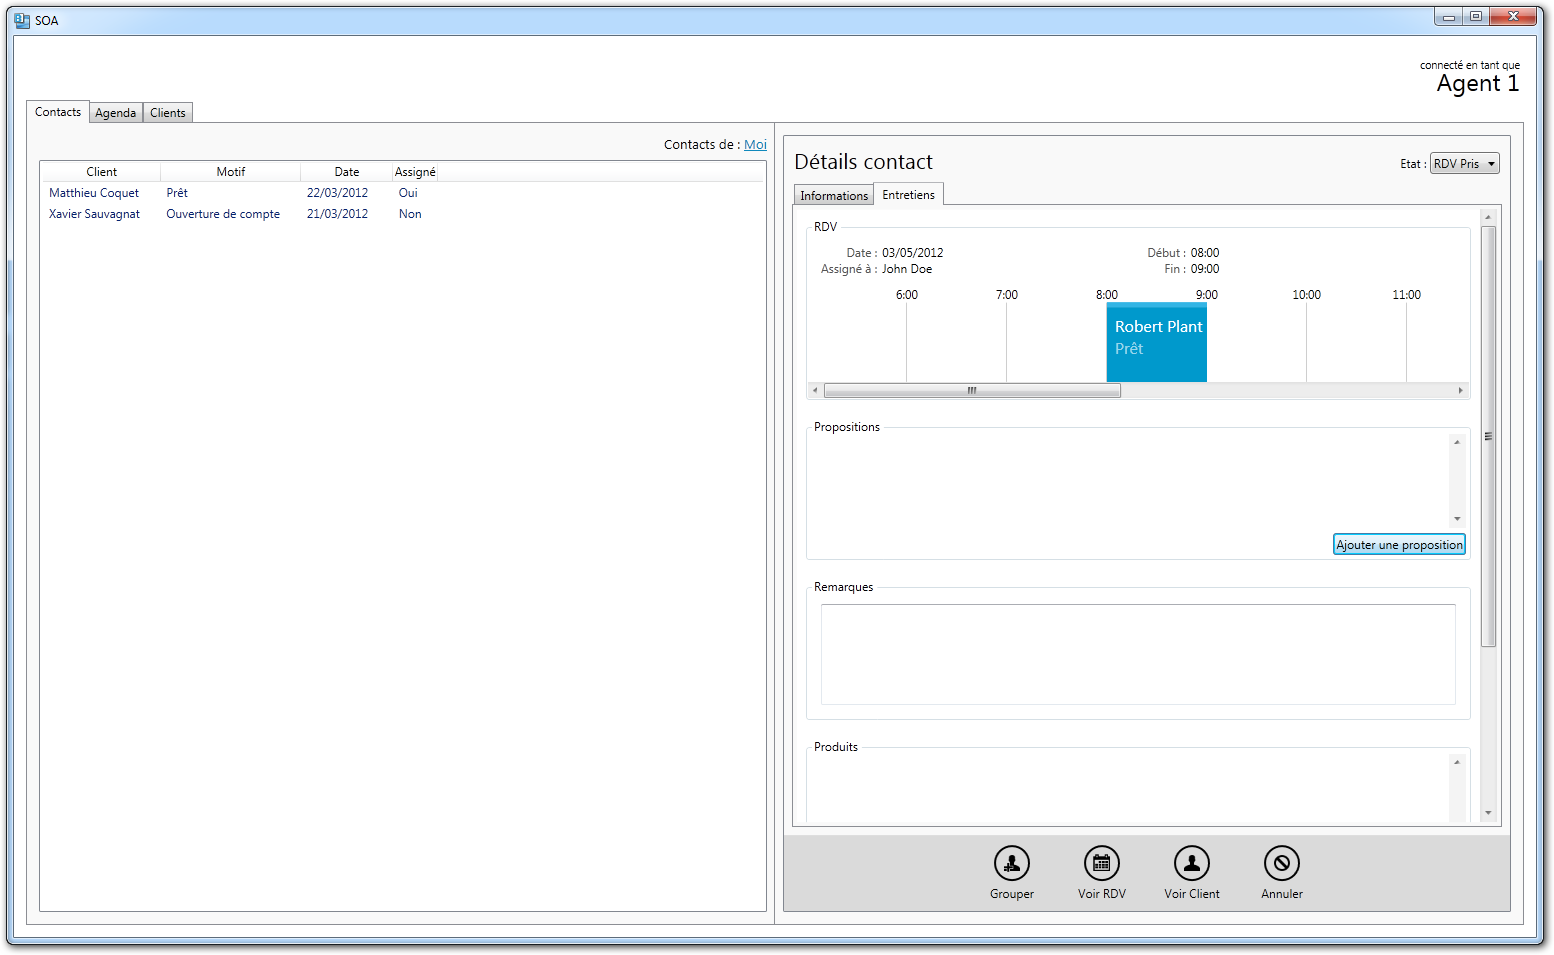 SOA
connecté en tant que
Agent 1
Contacts Agenda Clients
Contacts de : Moi
Client Motif Date Assigné
Matthieu Coquet Prêt 22/03/2012 Oui
Xavier Sauvagnat Ouverture de compte 21/03/2012 Non
Détails contact
Etat : RDV Pris
Informations Entretiens
RDV
Date : 03/05/2012 Début : 08:00
Assigné à : John Doe Fin : 09:00
6:00 7:00 8:00 9:00 10:00 11:00
Robert Plant
Prêt
Propositions
Ajouter une proposition
Remarques
Produits
Grouper Voir RDV Voir Client Annuler